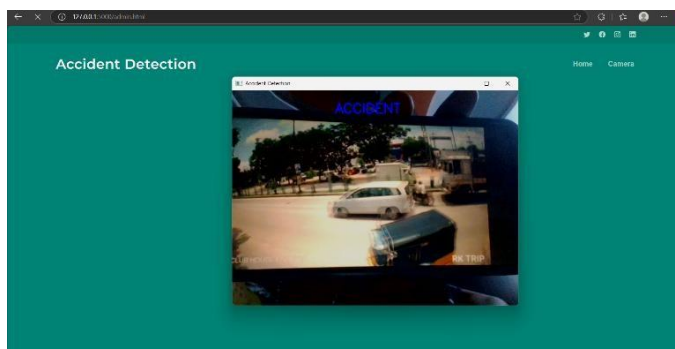 127.0.0.1:5000/admin.html
Accident Detection
Home Camera
Accident Detection
ACCIDENT
RK TRIP